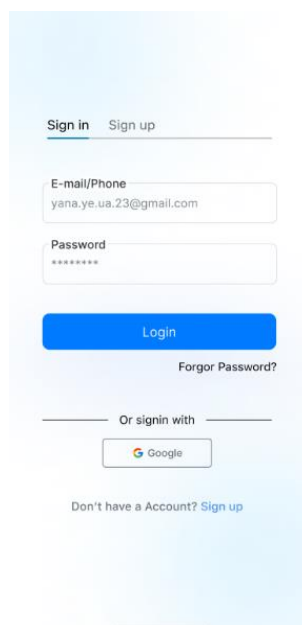 Sign in Sign up
E-mail/Phone
yana.ye.ua.23@gmail.com
Password
********
Login
Forgor Password?
Or signin with
G Google
Don't have a Account? Sign up